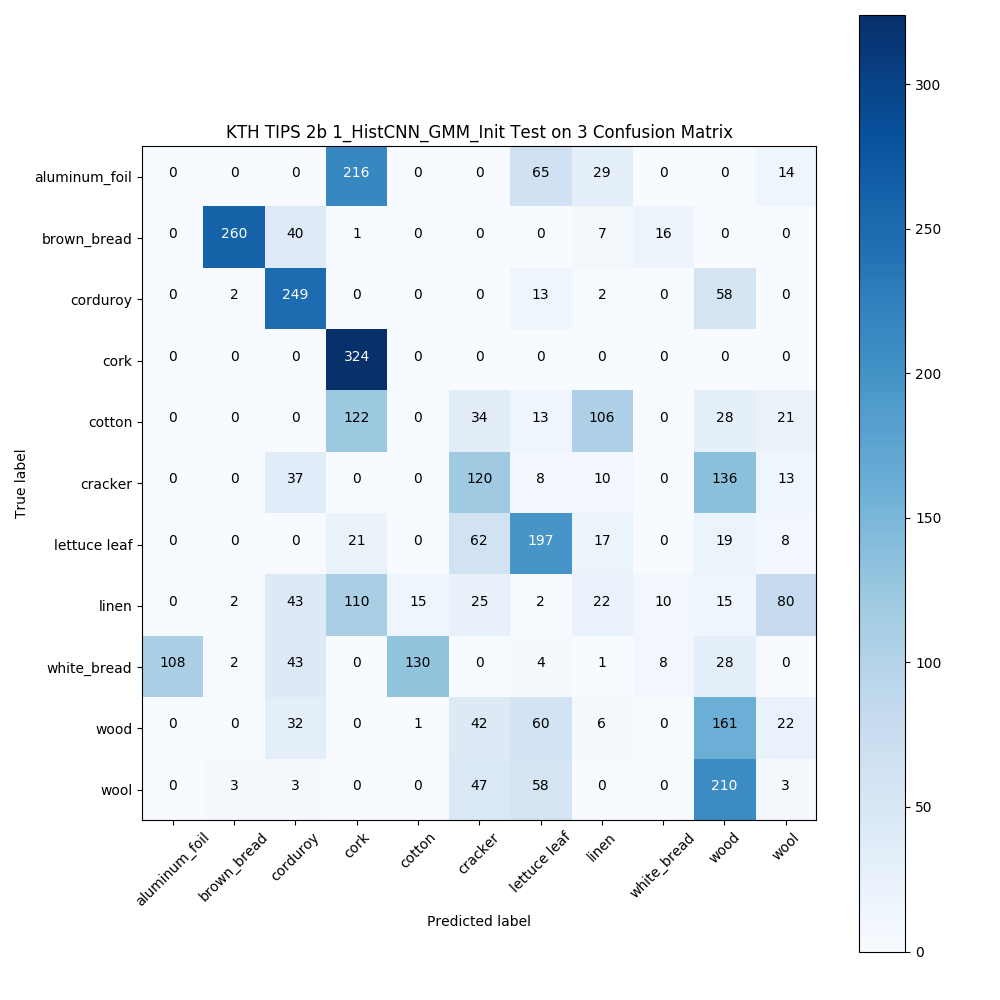 KTH TIPS 2b 1_HistCNN_GMM_Init Test on 3 Confusion Matrix
aluminum_foil 0 0 0 216 0 0 65 29 0 0 14
brown_bread 0 260 40 1 0 0 0 7 16 0 0
corduroy 0 2 249 0 0 0 13 2 0 58 0
cork 0 0 0 324 0 0 0 0 0 0 0
cotton 0 0 0 122 0 34 13 106 0 28 21
cracker 0 0 37 0 0 120 8 10 0 136 13
lettuce leaf 0 0 0 21 0 62 197 17 0 19 8
linen 0 2 43 110 15 25 2 22 10 15 80
white_bread 108 2 43 0 130 0 4 1 8 28 0
wood 0 0 32 0 1 42 60 6 0 161 22
wool 0 3 3 0 0 47 58 0 0 210 3
aluminum_foil brown_bread corduroy cork cotton cracker lettuce leaf linen white_bread wood wool
Predicted label
True label
300
250
200
150
100
50
0